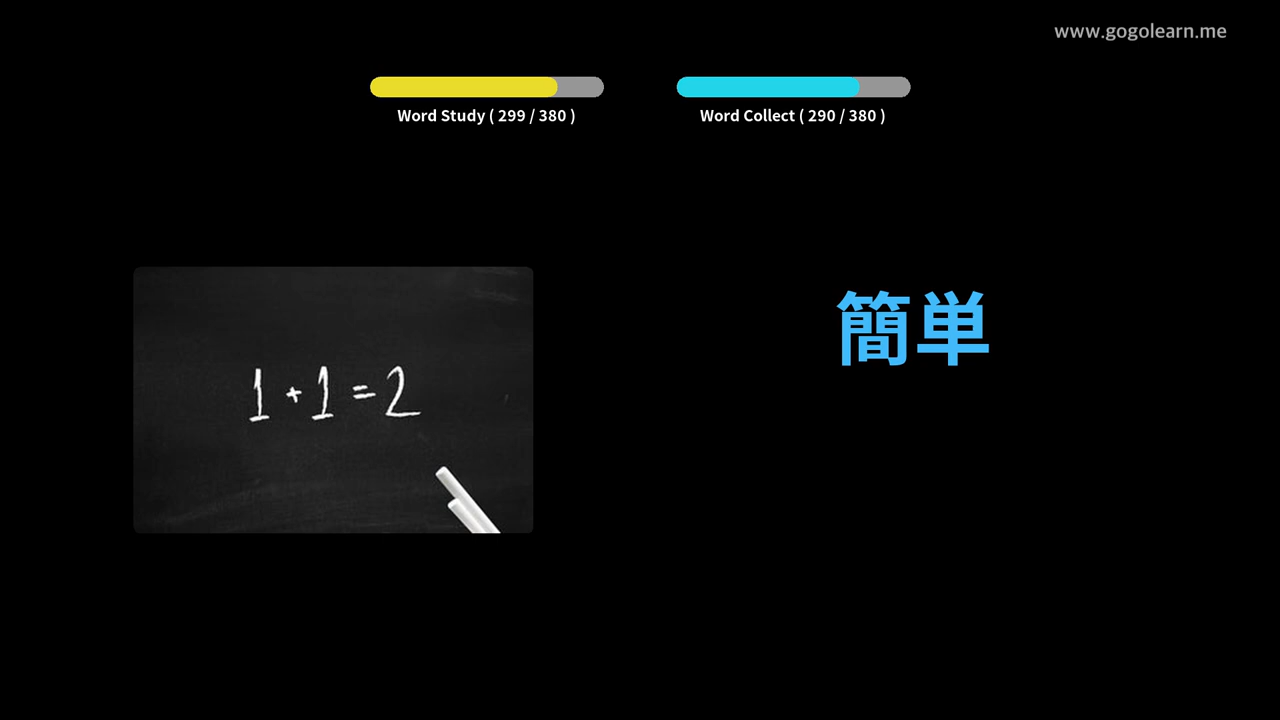 www.gogolearn.me
Word Study ( 299 / 380 )
Word Collect ( 290 / 380 )
1 + 1 = 2
簡単